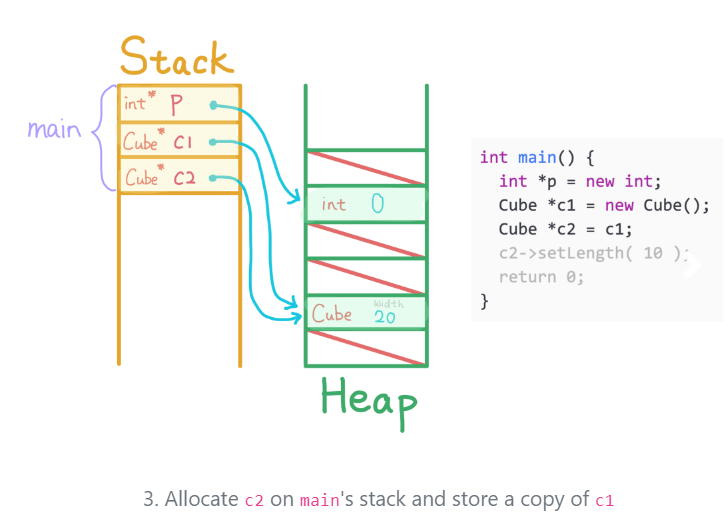 Stack
main
int* p
Cube* c1
Cube* c2
int 0
Width
Cube 20
Heap
int main() {
int *p = new int;
Cube *c1 = new Cube();
Cube *c2 = c1;
c2->setLength( 10 );
return 0;
}
3. Allocate c2 on main's stack and store a copy of c1